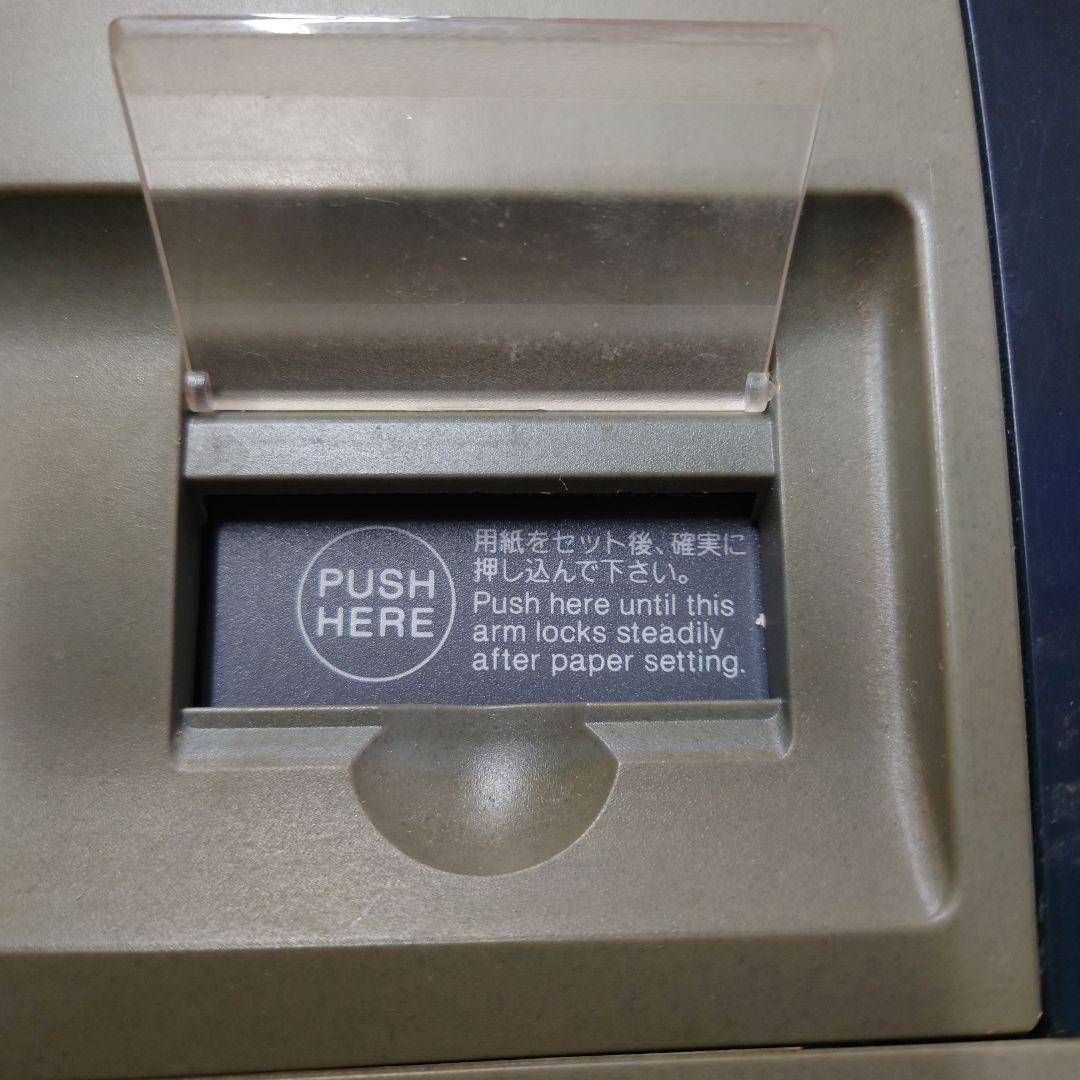 PUSH
HERE
用紙をセット後、確実に
押し込んで下さい。
Push here until this
arm locks steadily
after paper setting.